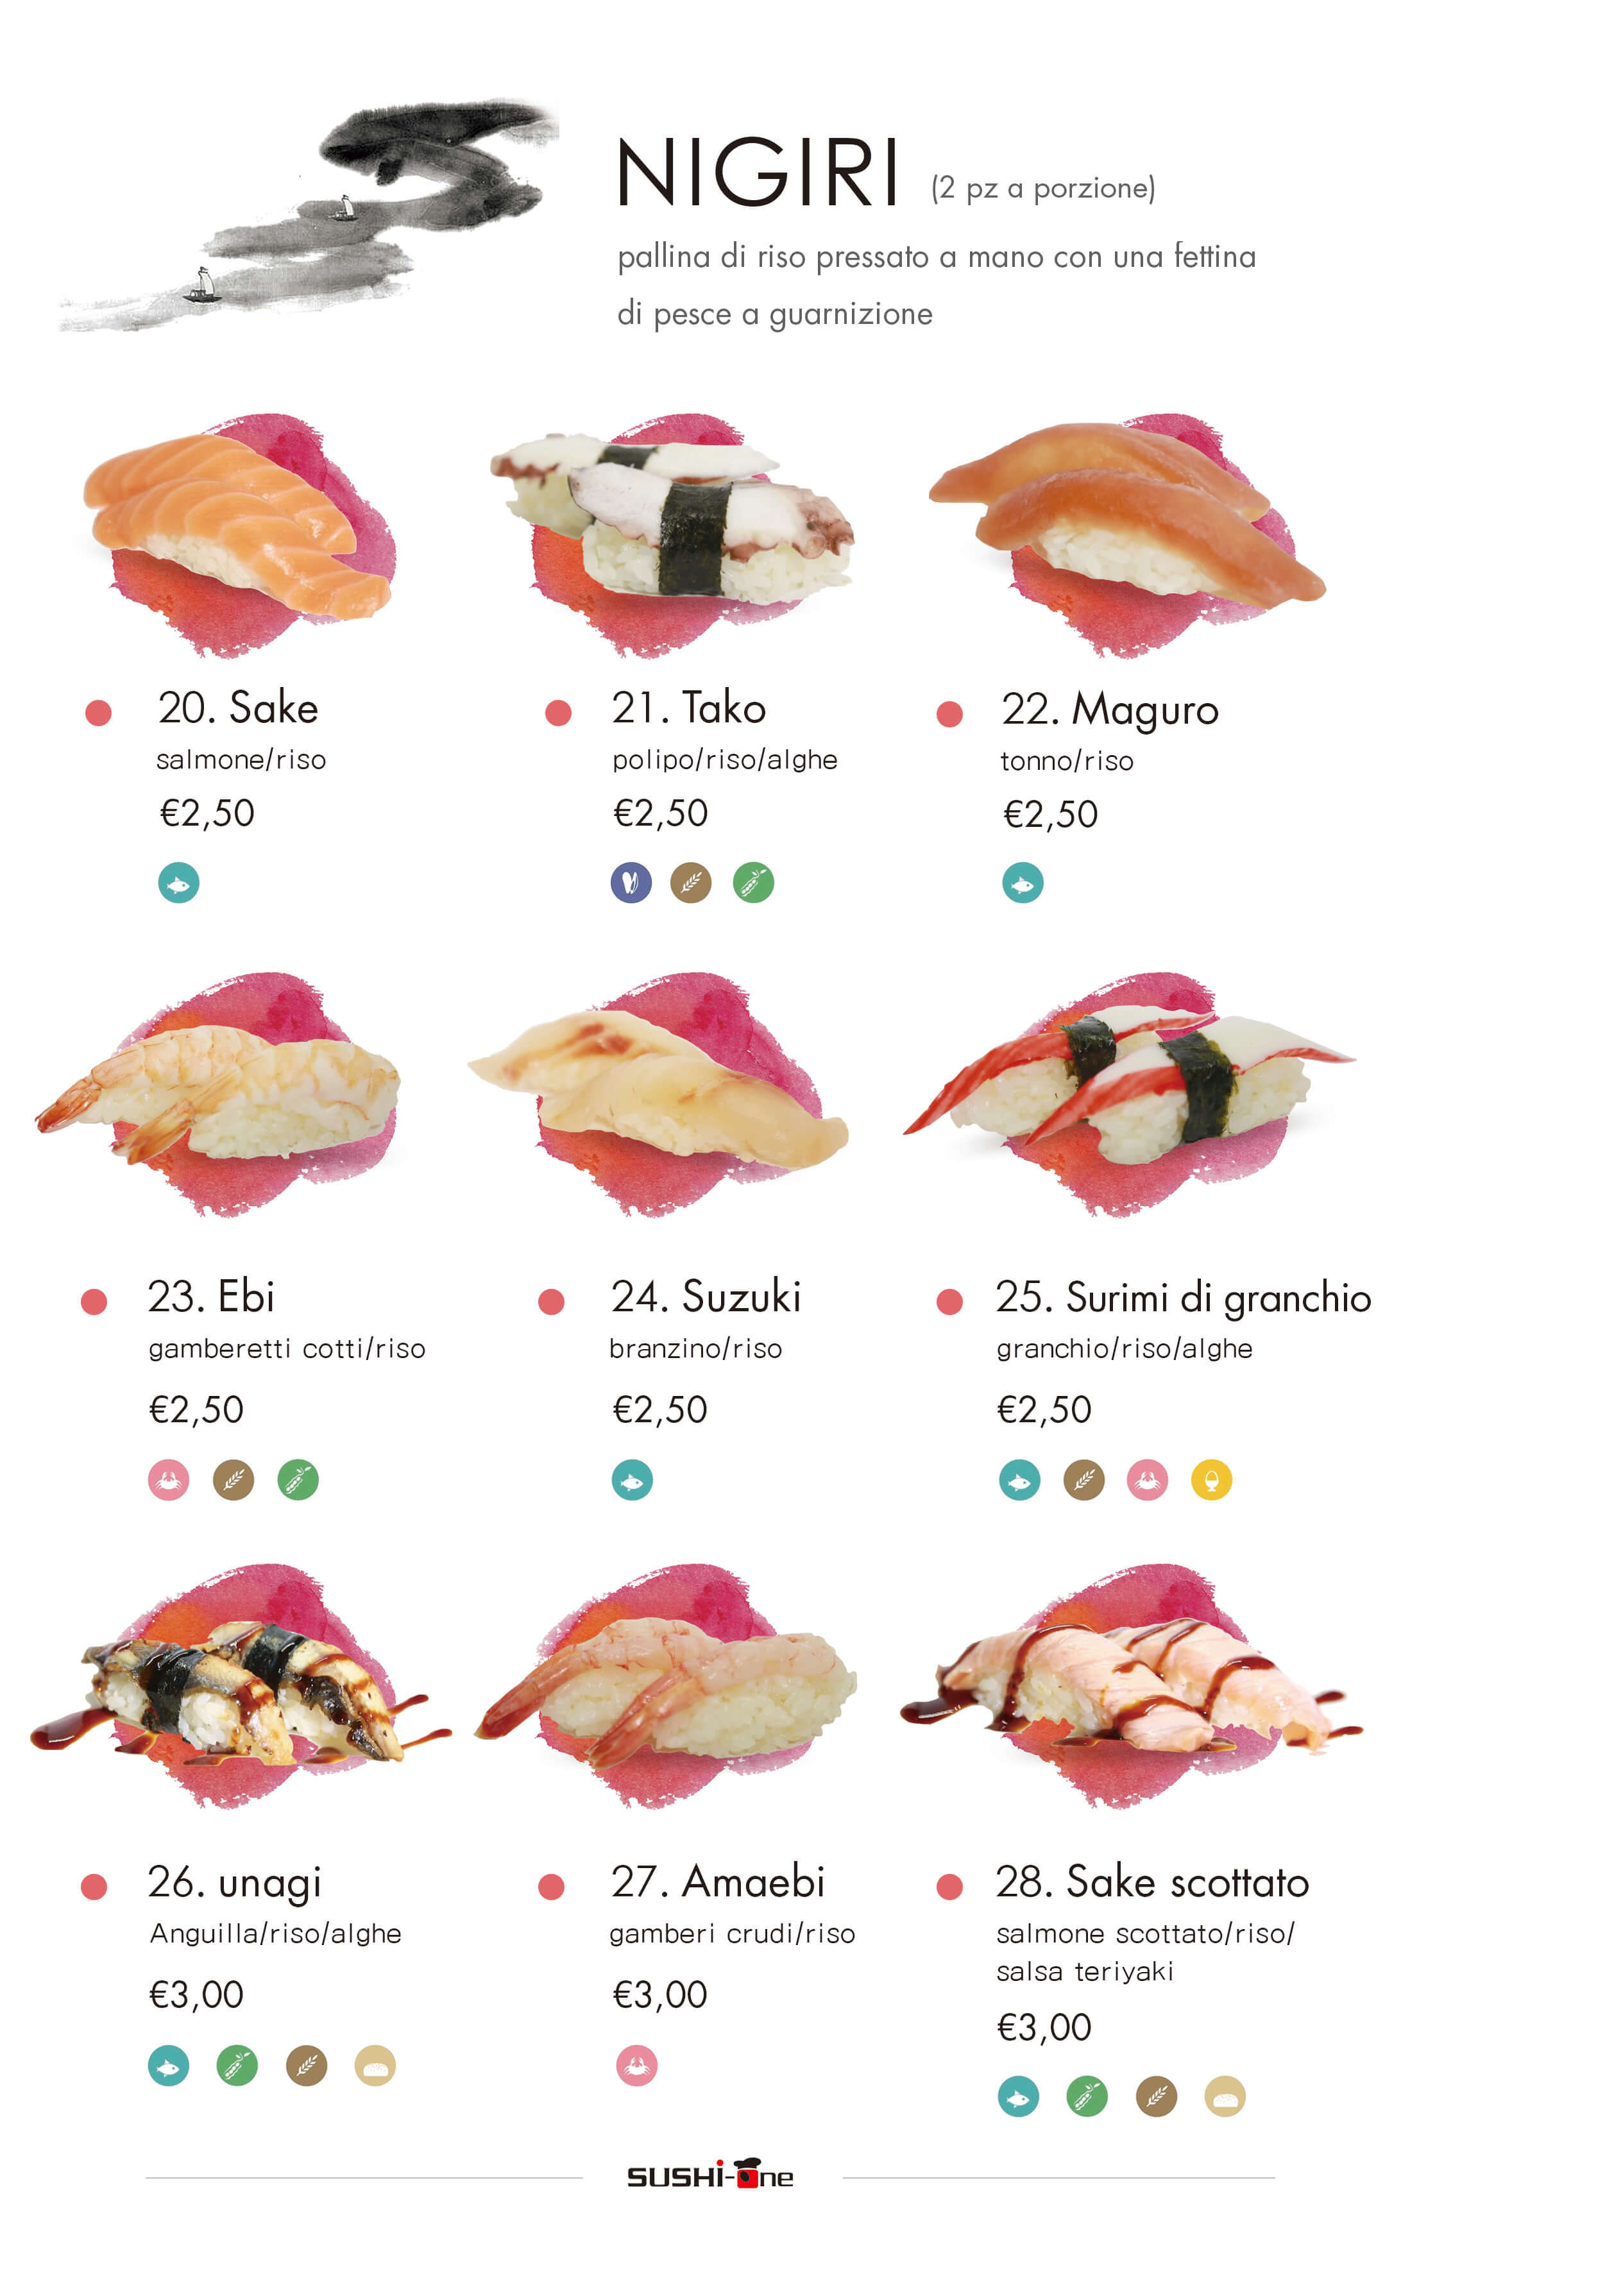 NIGIRI (2 pz a porzione)
pallina di riso pressato a mano con una fettina
di pesce a guarnizione
20. Sake
salmone/riso
€2,50
21. Tako
polipo/riso/alghe
€2,50
22. Maguro
tonno/riso
€2,50
23. Ebi
gamberetti cotti/riso
€2,50
24. Suzuki
branzino/riso
€2,50
25. Surimi di granchio
granchio/riso/alghe
€2,50
26. unagi
Anguilla/riso/alghe
€3,00
27. Amaebi
gamberi crudi/riso
€3,00
28. Sake scottato
salmone scottato/riso/
salsa teriyaki
€3,00
SUSHi-One